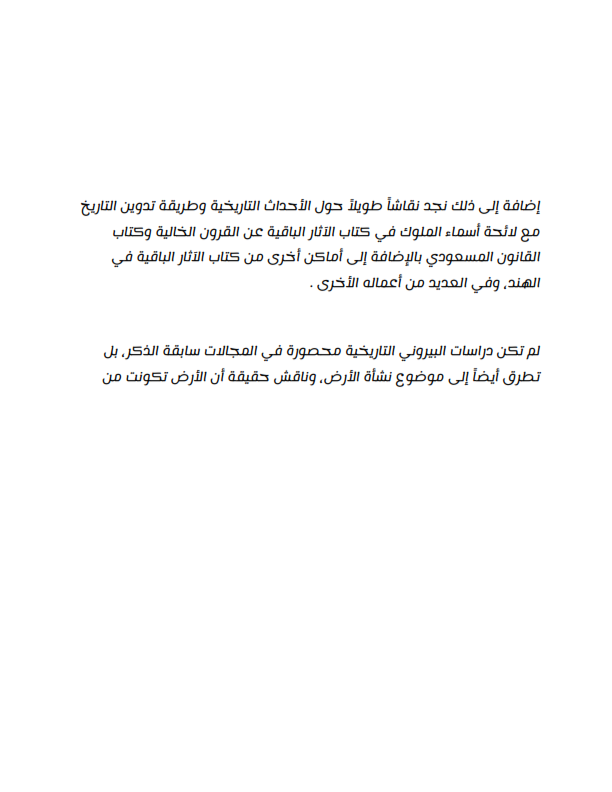 إضافة إلى ذلك نجد نقاشاً طويلاً حول الأحداث التاريخية وطريقة تدوين التاريخ
مع لائحة أسماء الملوك في كتاب الآثار الباقية عن القرون الخالية وكتاب
القانون المسعودي بالإضافة إلى أماكن أخرى من كتاب الآثار الباقية في
الهند، وفي العديد من أعماله الأخرى .
لم تكن دراسات البيروني التاريخية محصورة في المجالات سابقة الذكر، بل
تطرق أيضاً إلى موضوع نشأة الأرض، وناقش حقيقة أن الأرض تكونت من